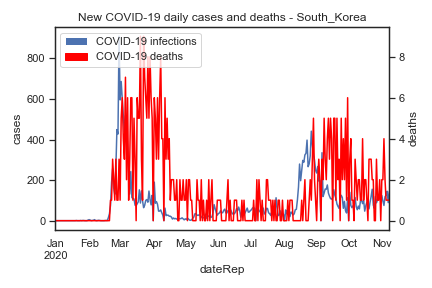 New COVID-19 daily cases and deaths - South_Korea
COVID-19 infections
COVID-19 deaths
800
600
400
200
0
cases
8
6
4
2
0
deaths
Jan Feb Mar Apr May Jun Jul Aug Sep Oct Nov
2020
dateRep